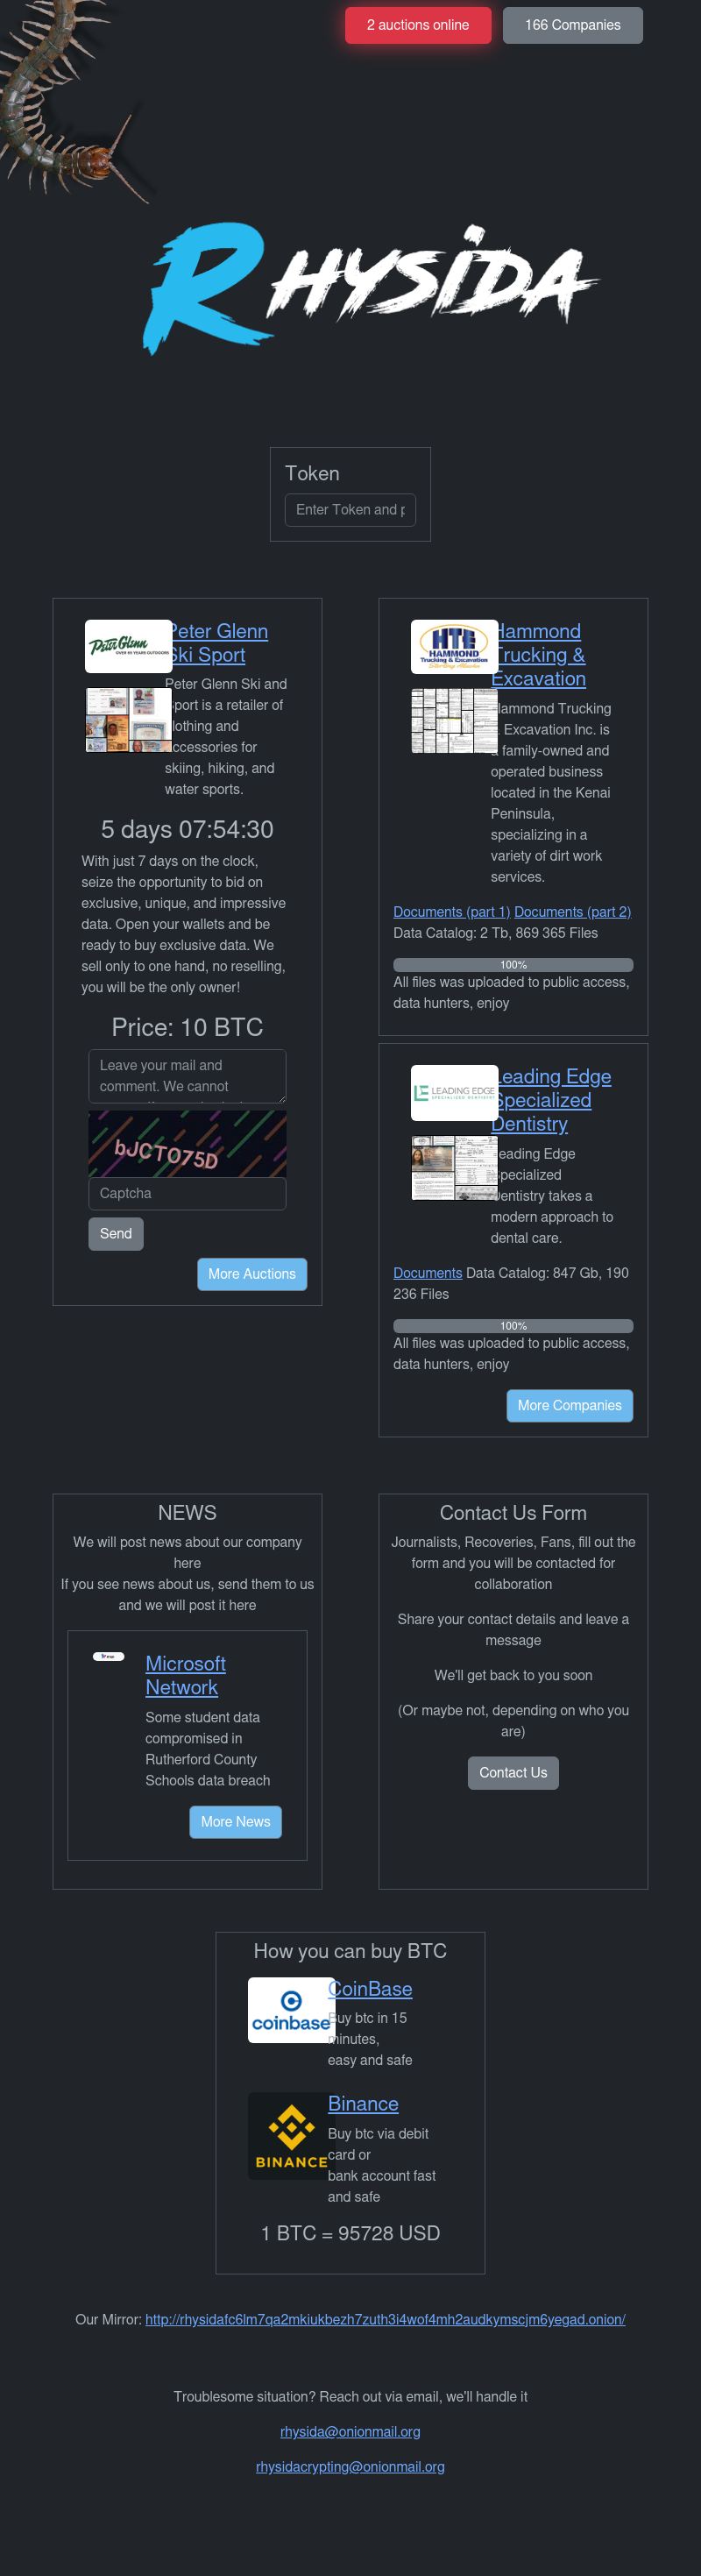 2 auctions online
166 Companies
RHYSIDA
Token
Enter Token and p
Peter Glenn
OVER 65 YEARS OUTDOORS
Peter Glenn
Ski Sport
Peter Glenn Ski and
Sport is a retailer of
clothing and
accessories for
skiing, hiking, and
water sports.
5 days 07:54:30
With just 7 days on the clock,
seize the opportunity to bid on
exclusive, unique, and impressive
data. Open your wallets and be
ready to buy exclusive data. We
sell only to one hand, no reselling,
you will be the only owner!
Price: 10 BTC
Leave your mail and
comment. We cannot
bJCTO75D
Captcha
Send
More Auctions
HTE
HAMMOND
Trucking & Excavation
Hammond
Trucking &
Excavation
Hammond Trucking
& Excavation Inc. is
a family-owned and
operated business
located in the Kenai
Peninsula,
specializing in a
variety of dirt work
services.
Documents (part 1) Documents (part 2)
Data Catalog: 2 Tb, 869 365 Files
100%
All files was uploaded to public access,
data hunters, enjoy
LEADING EDGE
SPECIALIZED DENTISTRY
Leading Edge
Specialized
Dentistry
Leading Edge
Specialized
Dentistry takes a
modern approach to
dental care.
Documents Data Catalog: 847 Gb, 190
236 Files
100%
All files was uploaded to public access,
data hunters, enjoy
More Companies
NEWS
We will post news about our company
here
If you see news about us, send them to us
and we will post it here
Microsoft
Network
Some student data
compromised in
Rutherford County
Schools data breach
More News
Contact Us Form
Journalists, Recoveries, Fans, fill out the
form and you will be contacted for
collaboration
Share your contact details and leave a
message
We'll get back to you soon
(Or maybe not, depending on who you
are)
Contact Us
How you can buy BTC
coinbase
CoinBase
Buy btc in 15
minutes,
easy and safe
BINANCE
Binance
Buy btc via debit
card or
bank account fast
and safe
1 BTC = 95728 USD
Our Mirror: http://rhysidafc6lm7qa2mkiukbezh7zuth3i4wof4mh2audkymscjm6yegad.onion/
Troublesome situation? Reach out via email, we'll handle it
rhysida@onionmail.org
rhysidacrypting@onionmail.org